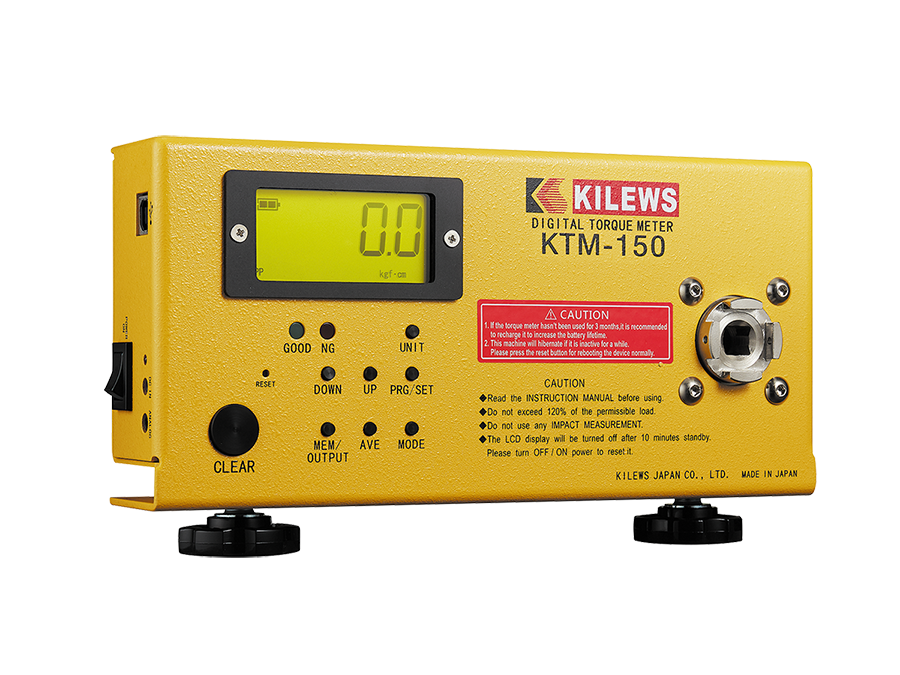 KILEWS
DIGITAL TORQUE METER
KTM-150
0.0
PP
kgf-cm
GOOD NG
UNIT
RESET
DOWN UP PRG/SET
MEM/
OUTPUT AVE MODE
CLEAR
⚠ CAUTION
1. If the torque meter hasn't been used for 3 months,it is recommended
to recharge it to increase the battery lifetime.
2. This machine will hibernate if it is inactive for a while.
Please press the reset button for rebooting the device normally.
CAUTION
◆Read the INSTRUCTION MANUAL before using.
◆Do not exceed 120% of the permissible load.
◆Do not use any IMPACT MEASUREMENT.
◆The LCD display will be turned off after 10 minutes standby.
Please turn OFF/ON power to reset it.
KILEWS JAPAN CO., LTD. MADE IN JAPAN